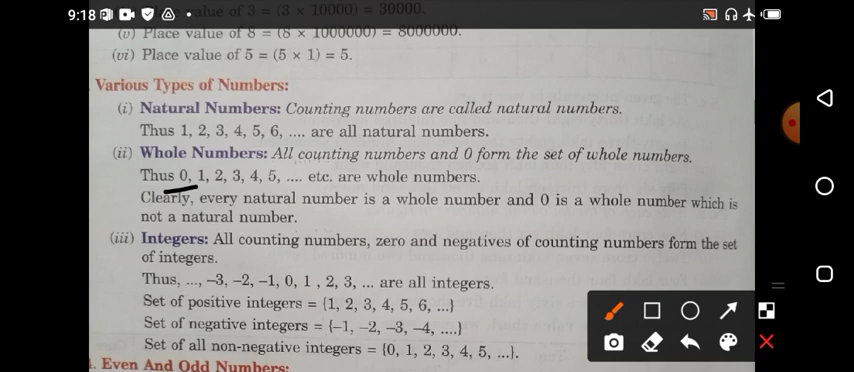 9:18
Place value of 3 = (3 × 10000) = 30000.
(v) Place value of 8 = (8 × 1000000) = 8000000.
(vi) Place value of 5 = (5 × 1) = 5.
Various Types of Numbers:
(i) Natural Numbers: Counting numbers are called natural numbers.
Thus 1, 2, 3, 4, 5, 6, .... are all natural numbers.
(ii) Whole Numbers: All counting numbers and 0 form the set of whole numbers.
Thus 0, 1, 2, 3, 4, 5, .... etc. are whole numbers.
Clearly, every natural number is a whole number and 0 is a whole number which is
not a natural number.
(iii) Integers: All counting numbers, zero and negatives of counting numbers form the set
of integers.
Thus, ..., –3, –2, –1, 0, 1 , 2, 3, ... are all integers.
Set of positive integers = {1, 2, 3, 4, 5, 6, ...}
Set of negative integers = {–1, –2, –3, –4, ....}
Set of all non-negative integers = {0, 1, 2, 3, 4, 5, ...}.
. Even And Odd Numbers: